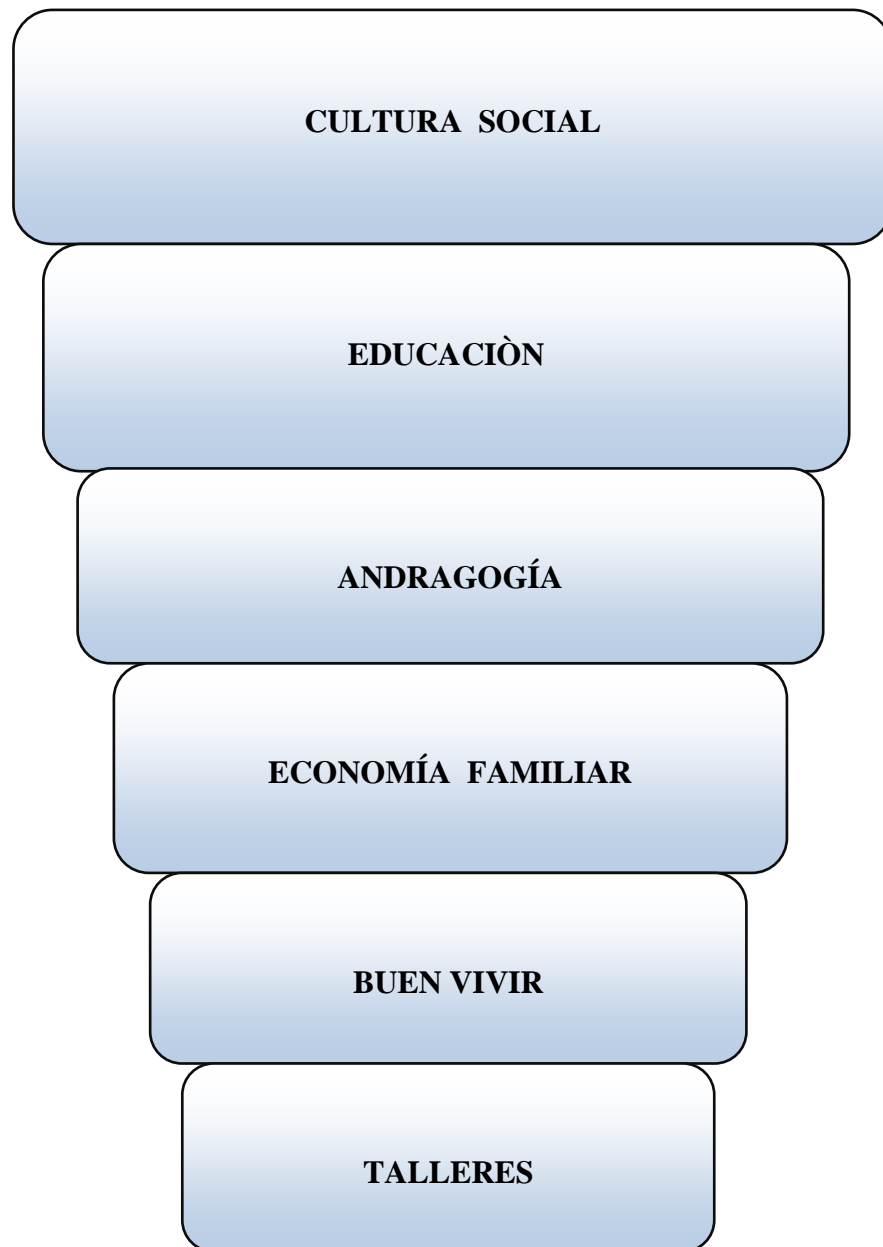 CULTURA SOCIAL
EDUCACIÒN
ANDRAGOGÍA
ECONOMÍA FAMILIAR
BUEN VIVIR
TALLERES